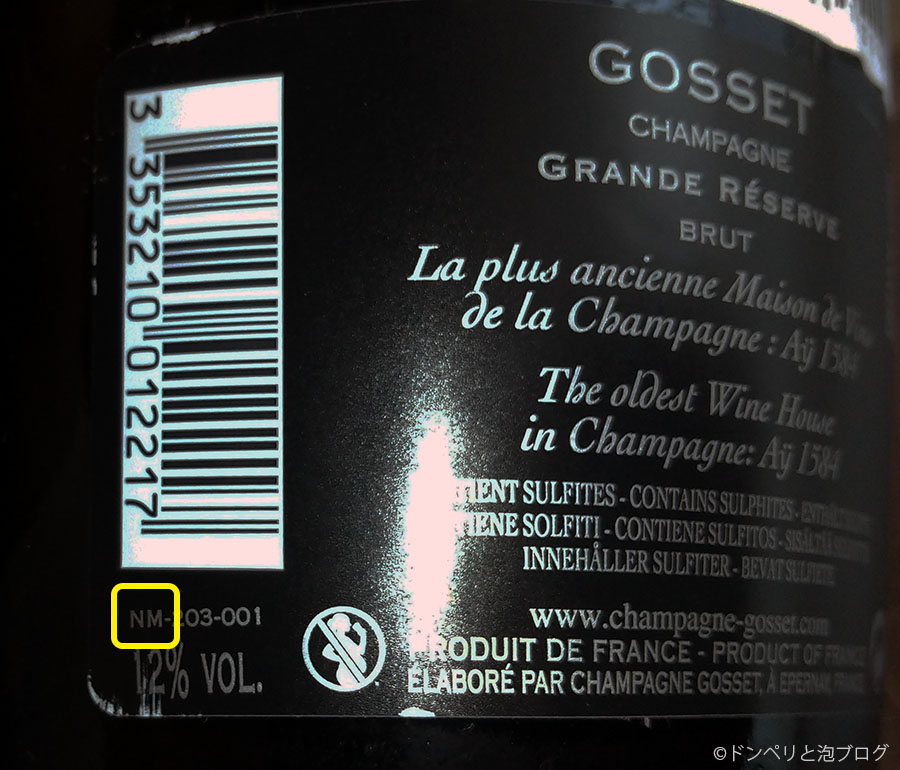 GOSSET
CHAMPAGNE
GRANDE RÉSERVE
BRUT
La plus ancienne Maison de
de la Champagne : Aÿ 1584
The oldest Wine House
in Champagne: Aÿ 1584
SULFITES - CONTAINS SULPHITES -
SOLFITI - CONTIENE SULFITOS -
INNEHÅLLER SULFITER - BEVAT SULFIETE
www.champagne-gosset.com
PRODUIT DE FRANCE - PRODUCT OF FRANCE
ÉLABORÉ PAR CHAMPAGNE GOSSET, À EPERNAY,
3 353210 012217
NM-203-001
12% VOL.
©ドンペリと泡ブログ